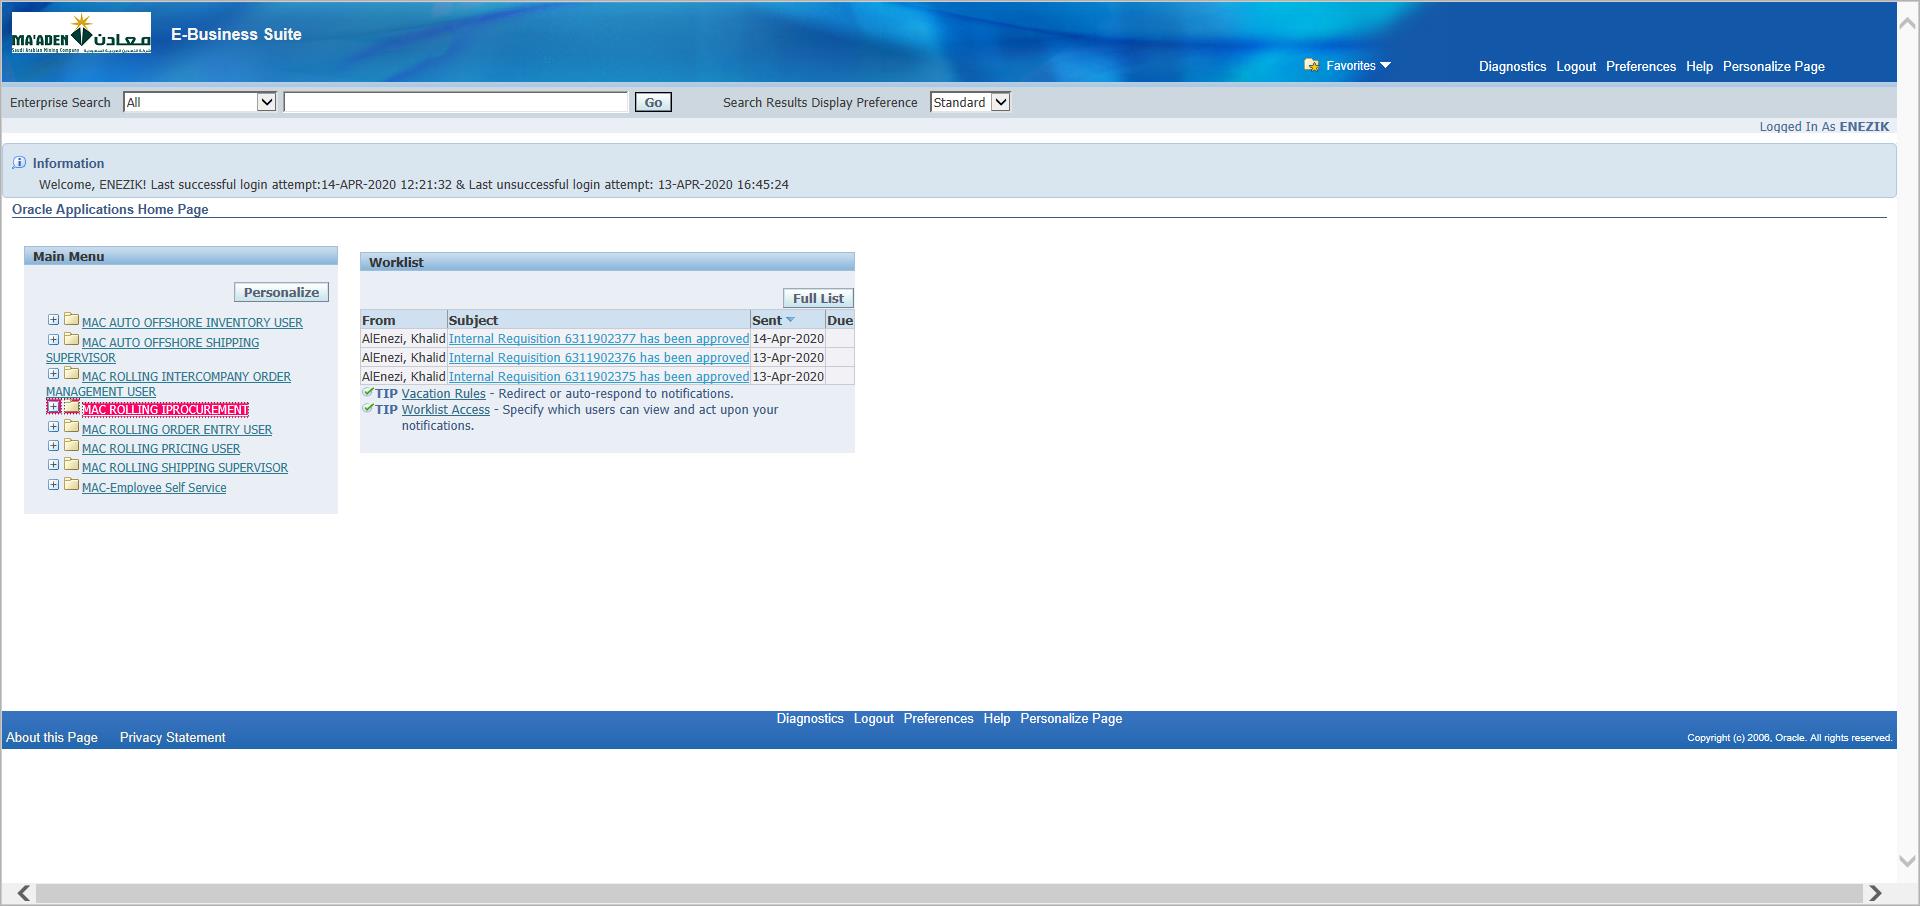 MA'ADEN معادن
Saudi Arabian Mining Company شركة التعدين العربية السعودية
E-Business Suite
Favorites
Diagnostics Logout Preferences Help Personalize Page
Enterprise Search All Go Search Results Display Preference Standard
Logged In As ENEZIK
Information
Welcome, ENEZIK! Last successful login attempt:14-APR-2020 12:21:32 & Last unsuccessful login attempt: 13-APR-2020 16:45:24
Oracle Applications Home Page
Main Menu
Personalize
MAC AUTO OFFSHORE INVENTORY USER
MAC AUTO OFFSHORE SHIPPING
SUPERVISOR
MAC ROLLING INTERCOMPANY ORDER
MANAGEMENT USER
MAC ROLLING IPROCUREMENT
MAC ROLLING ORDER ENTRY USER
MAC ROLLING PRICING USER
MAC ROLLING SHIPPING SUPERVISOR
MAC-Employee Self Service
Worklist
Full List
From Subject Sent Due
AlEnezi, Khalid Internal Requisition 6311902377 has been approved 14-Apr-2020
AlEnezi, Khalid Internal Requisition 6311902376 has been approved 13-Apr-2020
AlEnezi, Khalid Internal Requisition 6311902375 has been approved 13-Apr-2020
TIP Vacation Rules - Redirect or auto-respond to notifications.
TIP Worklist Access - Specify which users can view and act upon your
notifications.
Diagnostics Logout Preferences Help Personalize Page
About this Page Privacy Statement
Copyright (c) 2006, Oracle. All rights reserved.